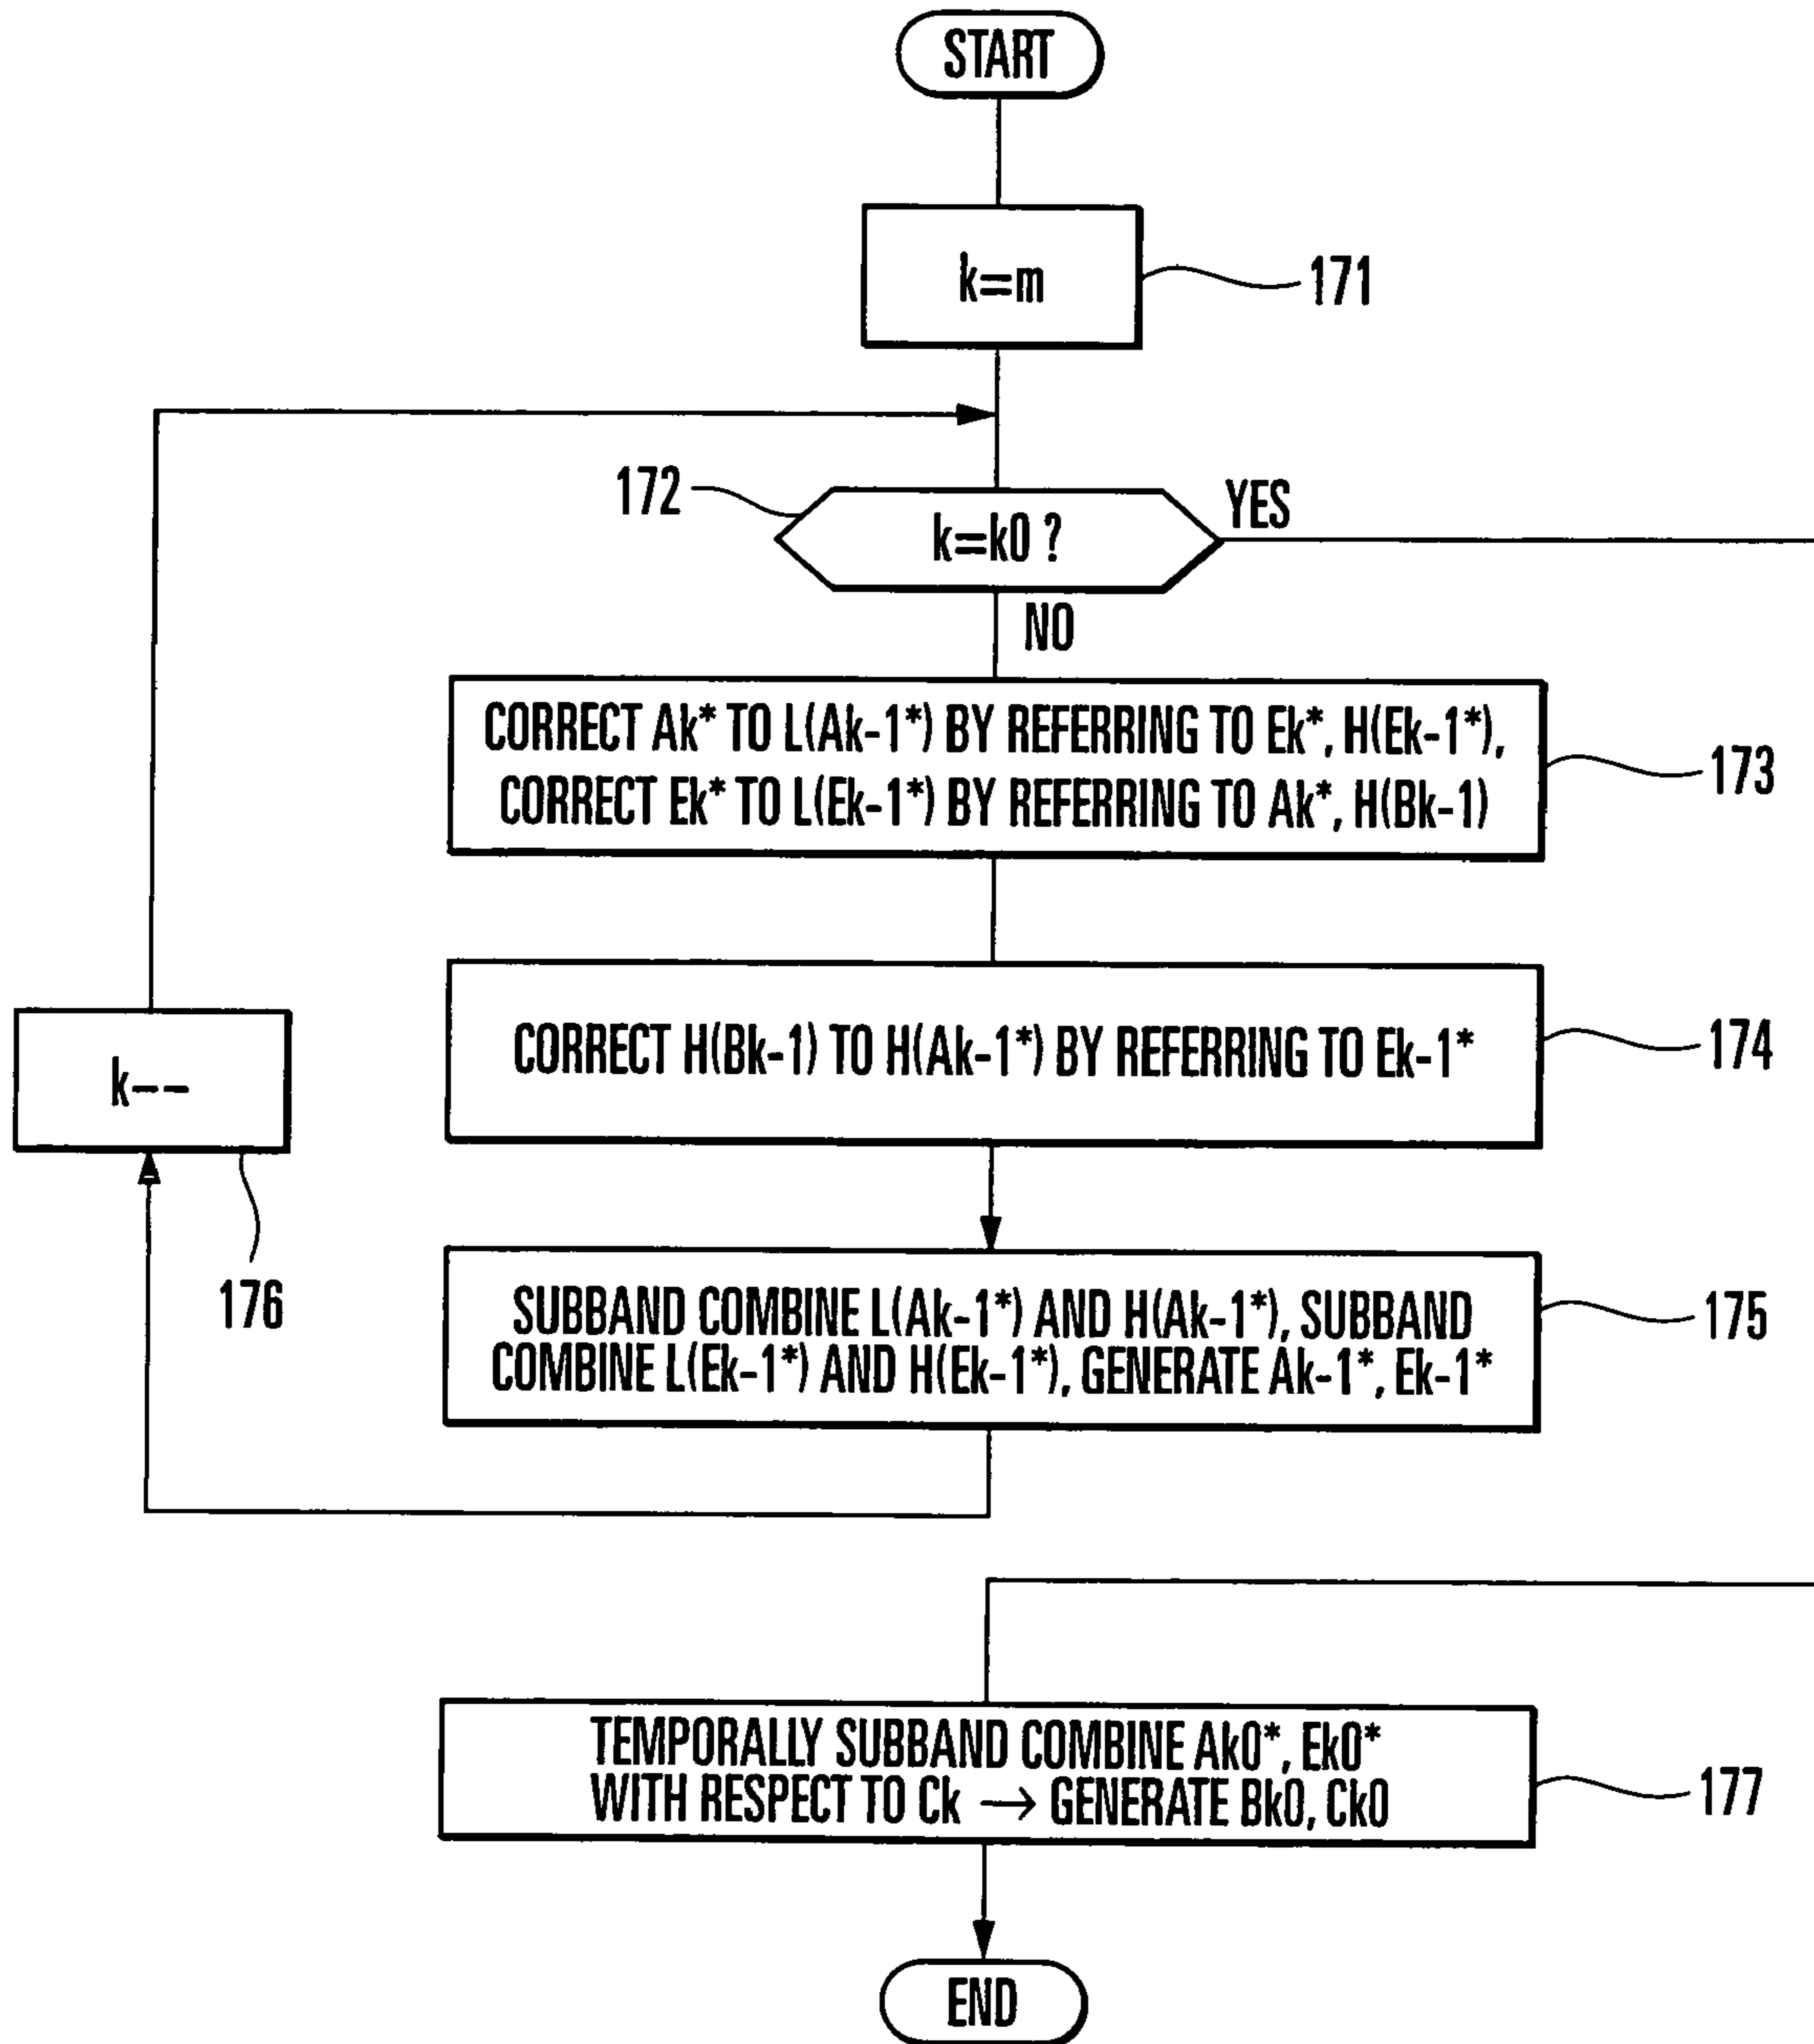 START
k=m
171
172
k=k0 ?
YES
NO
CORRECT Ak* TO L(Ak-1*) BY REFERRING TO Ek*, H(Ek-1*),
CORRECT Ek* TO L(Ek-1*) BY REFERRING TO Ak*, H(Bk-1)
173
CORRECT H(Bk-1) TO H(Ak-1*) BY REFERRING TO Ek-1*
174
k--
176
SUBBAND COMBINE L(Ak-1*) AND H(Ak-1*), SUBBAND
COMBINE L(Ek-1*) AND H(Ek-1*), GENERATE Ak-1*, Ek-1*
175
TEMPORALLY SUBBAND COMBINE Ak0*, Ek0*
WITH RESPECT TO Ck → GENERATE Bk0, Ck0
177
END